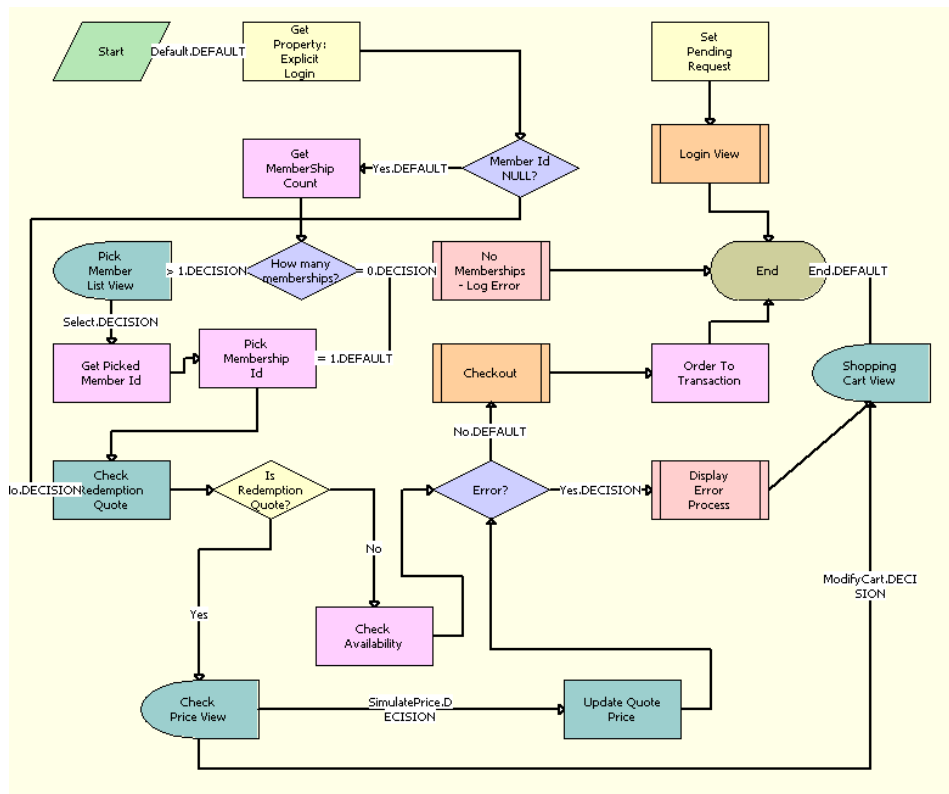 Start
Default.DEFAULT
Get
Property:
Explicit
Login
Set
Pending
Request
Get
MemberShip
Count
Yes.DEFAULT
Member Id
NULL?
Login View
Pick
Member
List View
> 1.DECISION
How many
memberships?
= 0.DECISION
No
Memberships
- Log Error
End
End.DEFAULT
Select.DECISION
Get Picked
Member Id
Pick
Membership
Id
= 1.DEFAULT
Checkout
Order To
Transaction
Shopping
Cart View
No.DEFAULT
lo.DECISION
Check
Redemption
Quote
Is
Redemption
Quote?
Error?
Yes.DECISION
Display
Error
Process
No
ModifyCart.DECI
SION
Yes
Check
Availability
Check
Price View
SimulatePrice.D
ECISION
Update Quote
Price